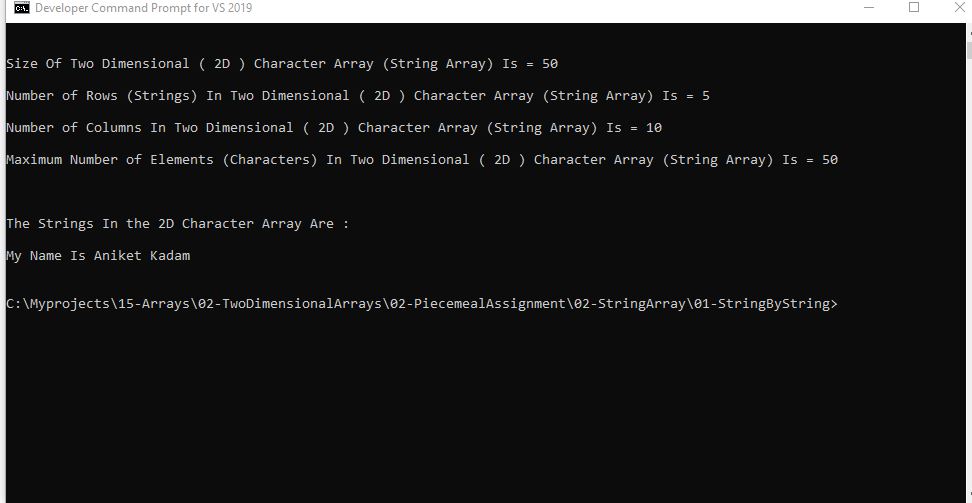 Developer Command Prompt for VS 2019
Size Of Two Dimensional ( 2D ) Character Array (String Array) Is = 50
Number of Rows (Strings) In Two Dimensional ( 2D ) Character Array (String Array) Is = 5
Number of Columns In Two Dimensional ( 2D ) Character Array (String Array) Is = 10
Maximum Number of Elements (Characters) In Two Dimensional ( 2D ) Character Array (String Array) Is = 50
The Strings In the 2D Character Array Are :
My Name Is Aniket Kadam
C:\Myprojects\15-Arrays\02-TwoDimensionalArrays\02-PiecemealAssignment\02-StringArray\01-StringByString>